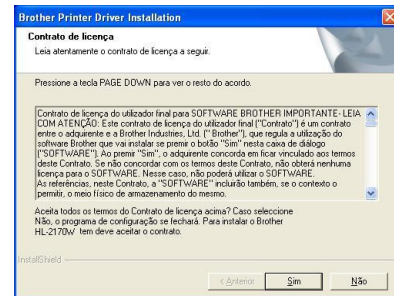 Brother Printer Driver Installation
Contrato de licença
Leia atentamente o contrato de licença a seguir.
Pressione a tecla PAGE DOWN para ver o resto do acordo.
Contrato de licença do utilizador final para SOFTWARE BROTHER IMPORTANTE- LEIA
COM ATENÇÃO: Este contrato de licença do utilizador final ("Contrato") é um contrato
entre o adquirente e a Brother Industries, Ltd. (" Brother"), que regula a utilização do
software Brother que vai instalar se premir o botão "Sim" nesta caixa de diálogo
("SOFTWARE"). Ao premir "Sim", o adquirente concorda em ficar vinculado aos termos
deste Contrato. Se não concordar com os termos deste Contrato, não obterá nenhuma
licença para o SOFTWARE. Nesse caso, não poderá utilizar o SOFTWARE.
As referências, neste Contrato, a "SOFTWARE" incluirão também, se o contexto o
permitir, o meio físico de armazenamento do mesmo.
Aceita todos os termos do Contrato de licença acima? Caso seleccione
Não, o programa de configuração se fechará. Para instalar o Brother
HL-2170W tem deve aceitar o contrato.
InstallShield
< Anterior
Sim
Não